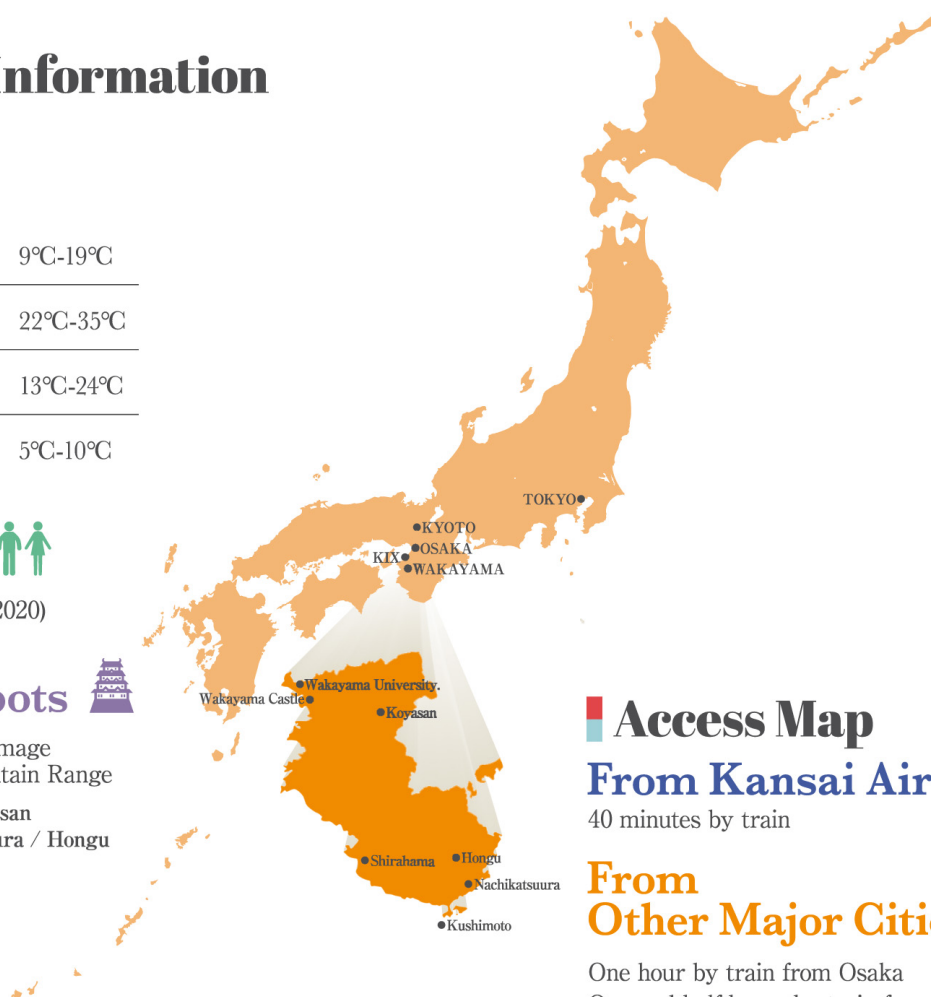 Information
9℃-19℃
22℃-35℃
13℃-24℃
5℃-10℃
2020)
oots
mage
tain Range
san
ura / Hongu
TOKYO
KYOTO
OSAKA
KIX
WAKAYAMA
Wakayama University.
Wakayama Castle
Koyasan
Shirahama
Hongu
Nachikatsuura
Kushimoto
Access Map
From Kansai Air
40 minutes by train
From
Other Major Citi
One hour by train from Osaka